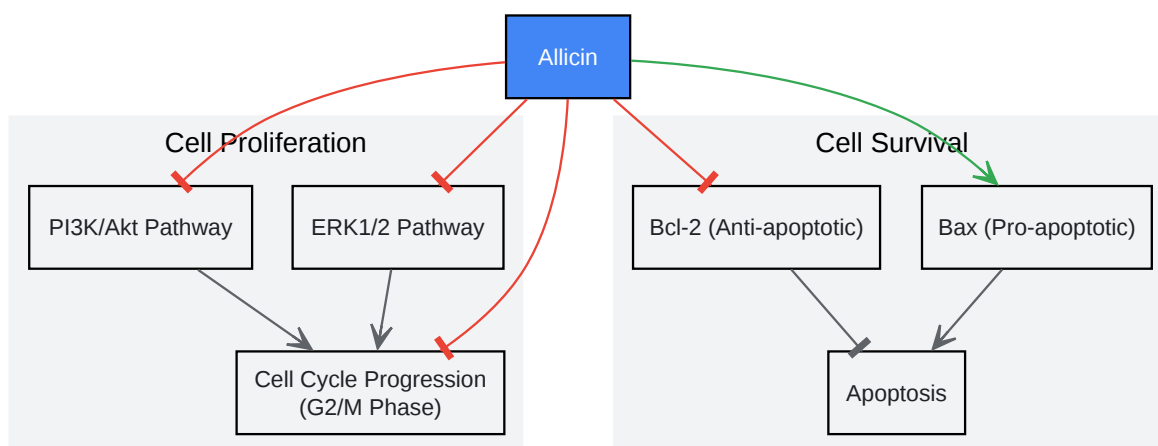 Allicin
Cell Proliferation
Cell Survival
PI3K/Akt Pathway
ERK1/2 Pathway
Bcl-2 (Anti-apoptotic)
Bax (Pro-apoptotic)
Cell Cycle Progression
(G2/M Phase)
Apoptosis